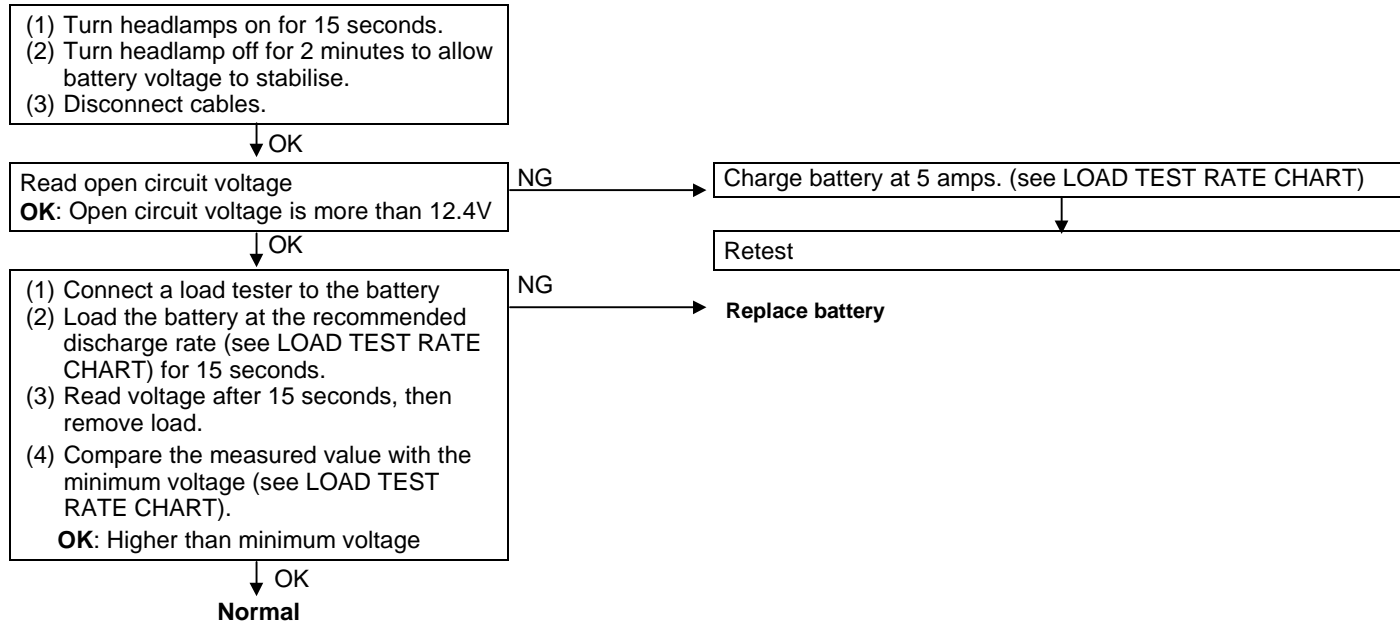 (1) Turn headlamps on for 15 seconds.
(2) Turn headlamp off for 2 minutes to allow
battery voltage to stabilise.
(3) Disconnect cables.
OK
Read open circuit voltage
OK: Open circuit voltage is more than 12.4V
NG
Charge battery at 5 amps. (see LOAD TEST RATE CHART)
OK
Retest
(1) Connect a load tester to the battery
(2) Load the battery at the recommended
discharge rate (see LOAD TEST RATE
CHART) for 15 seconds.
(3) Read voltage after 15 seconds, then
remove load.
(4) Compare the measured value with the
minimum voltage (see LOAD TEST
RATE CHART).
OK: Higher than minimum voltage
NG
Replace battery
OK
Normal